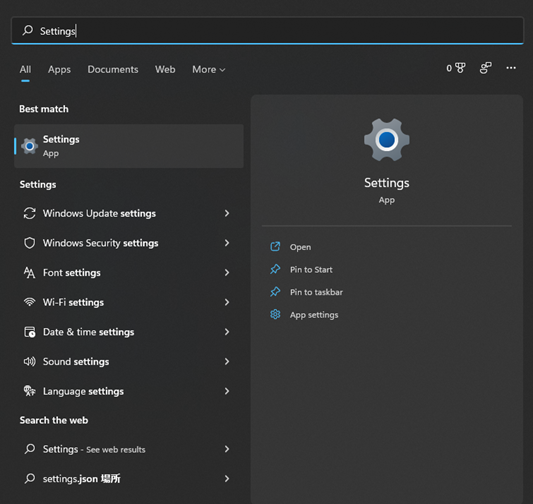 Settings
All Apps Documents Web More 0
Best match
Settings
App
Settings
Windows Update settings
Windows Security settings
Font settings
Wi-Fi settings
Date & time settings
Sound settings
Language settings
Search the web
Settings - See web results
settings.json 場所
Settings
App
Open
Pin to Start
Pin to taskbar
App settings